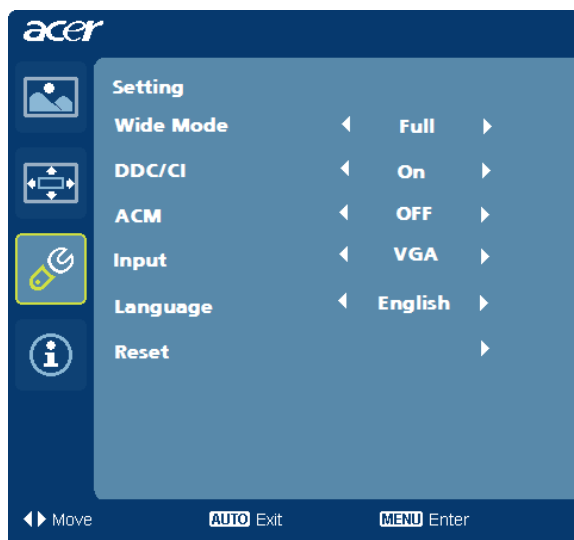 acer
Setting
Wide Mode Full
DDC/CI On
ACM OFF
Input VGA
Language English
Reset
Move AUTO Exit MENU Enter